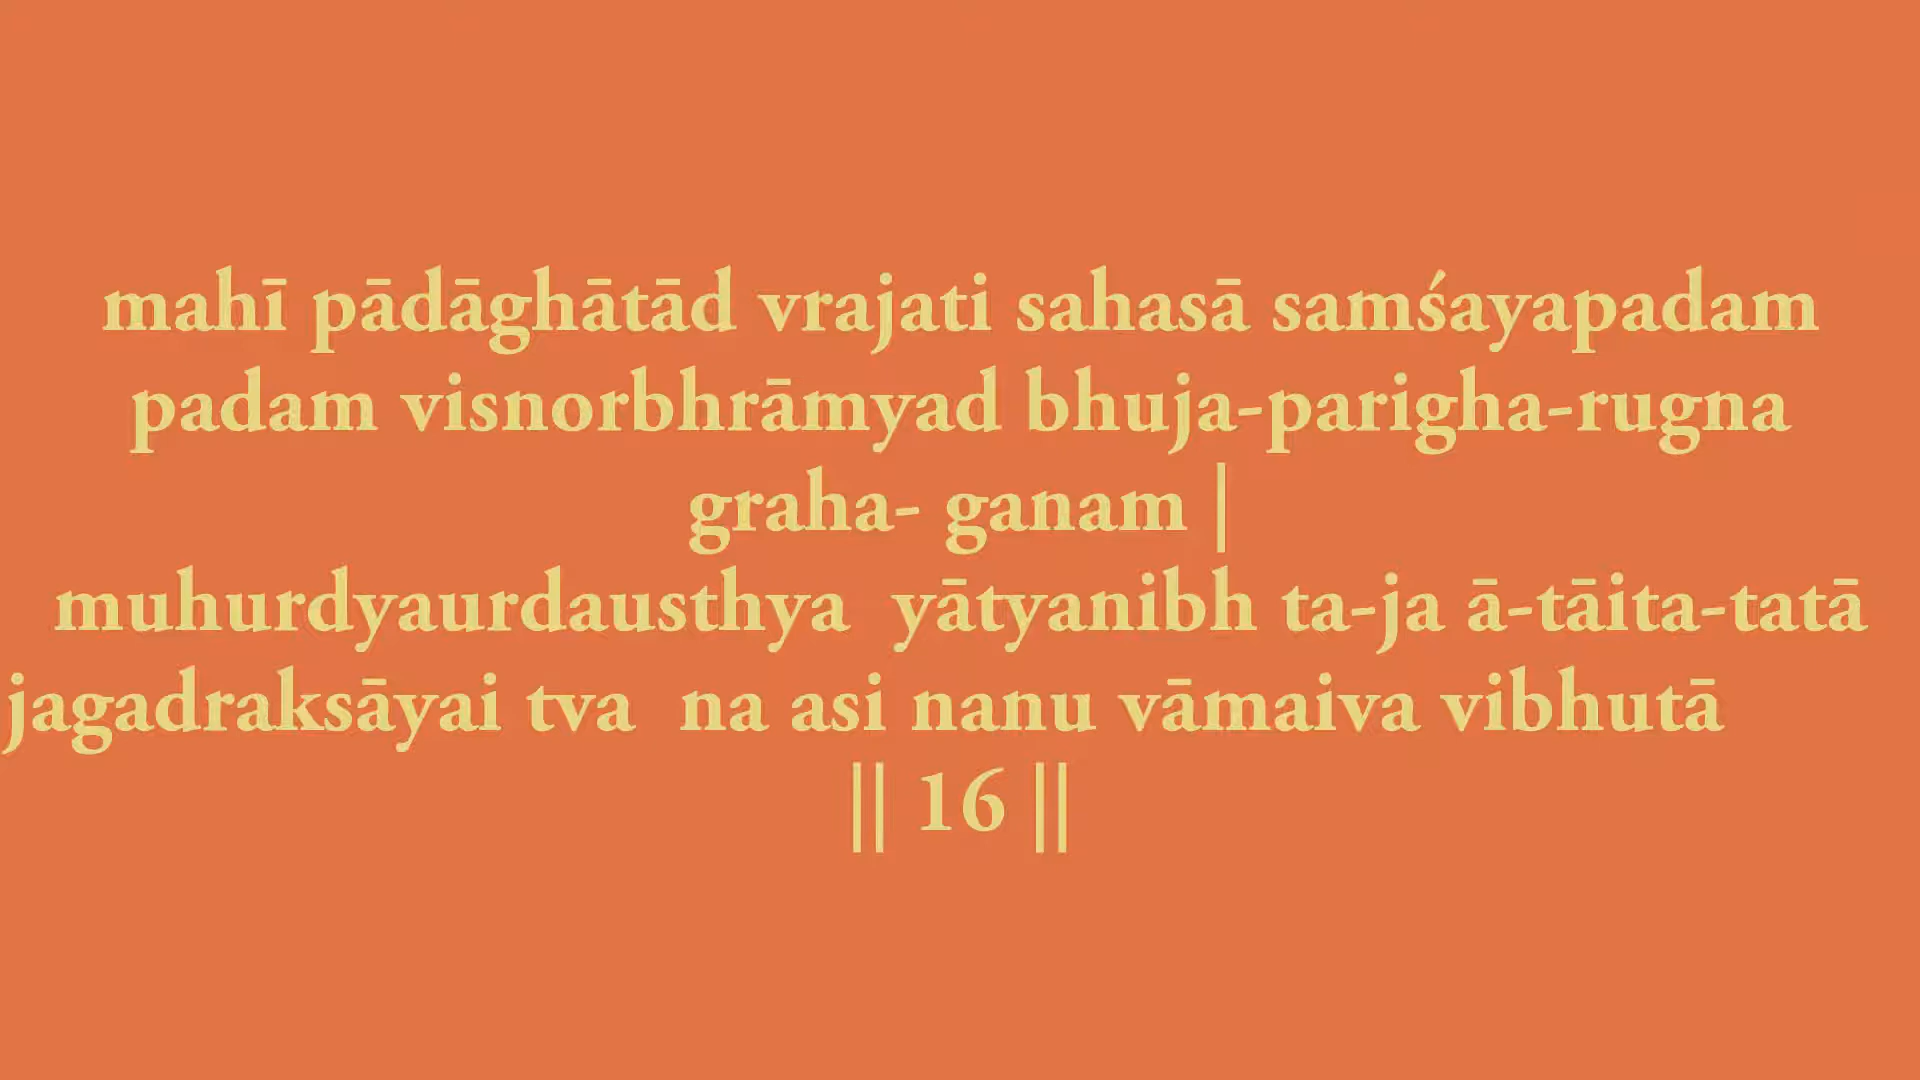 mahī pādāghātād vrajati sahasā samśayapadam
padam visnorbhrāmyad bhuja-parigha-rugna
graha- ganam |
muhurdyaurdausthya yātyanibh ta-ja ā-tāita-tatā
jagadraksāyai tva na asi nanu vāmaiva vibhutā
|| 16 ||